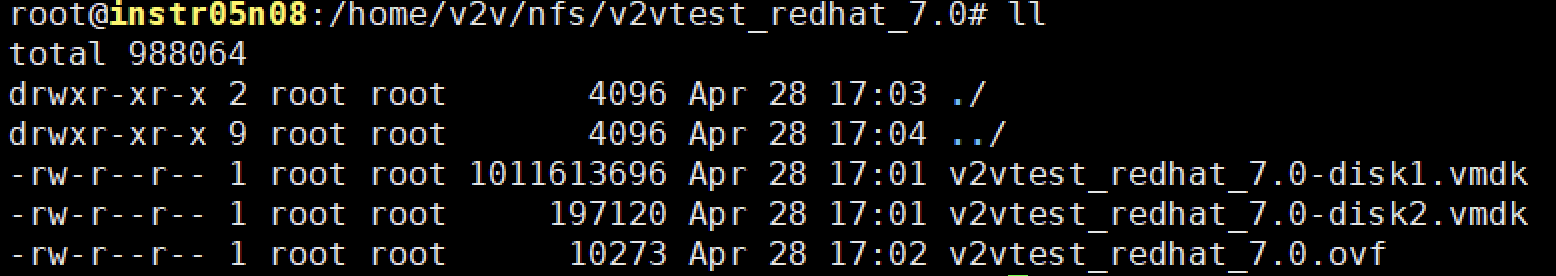 root@instr05n08:/home/v2v/nfs/v2vtest_redhat_7.0# ll
total 988064
drwxr-xr-x 2 root root       4096 Apr 28 17:03 ./
drwxr-xr-x 9 root root       4096 Apr 28 17:04 ../
-rw-r--r-- 1 root root 1011613696 Apr 28 17:01 v2vtest_redhat_7.0-disk1.vmdk
-rw-r--r-- 1 root root     197120 Apr 28 17:01 v2vtest_redhat_7.0-disk2.vmdk
-rw-r--r-- 1 root root      10273 Apr 28 17:02 v2vtest_redhat_7.0.ovf